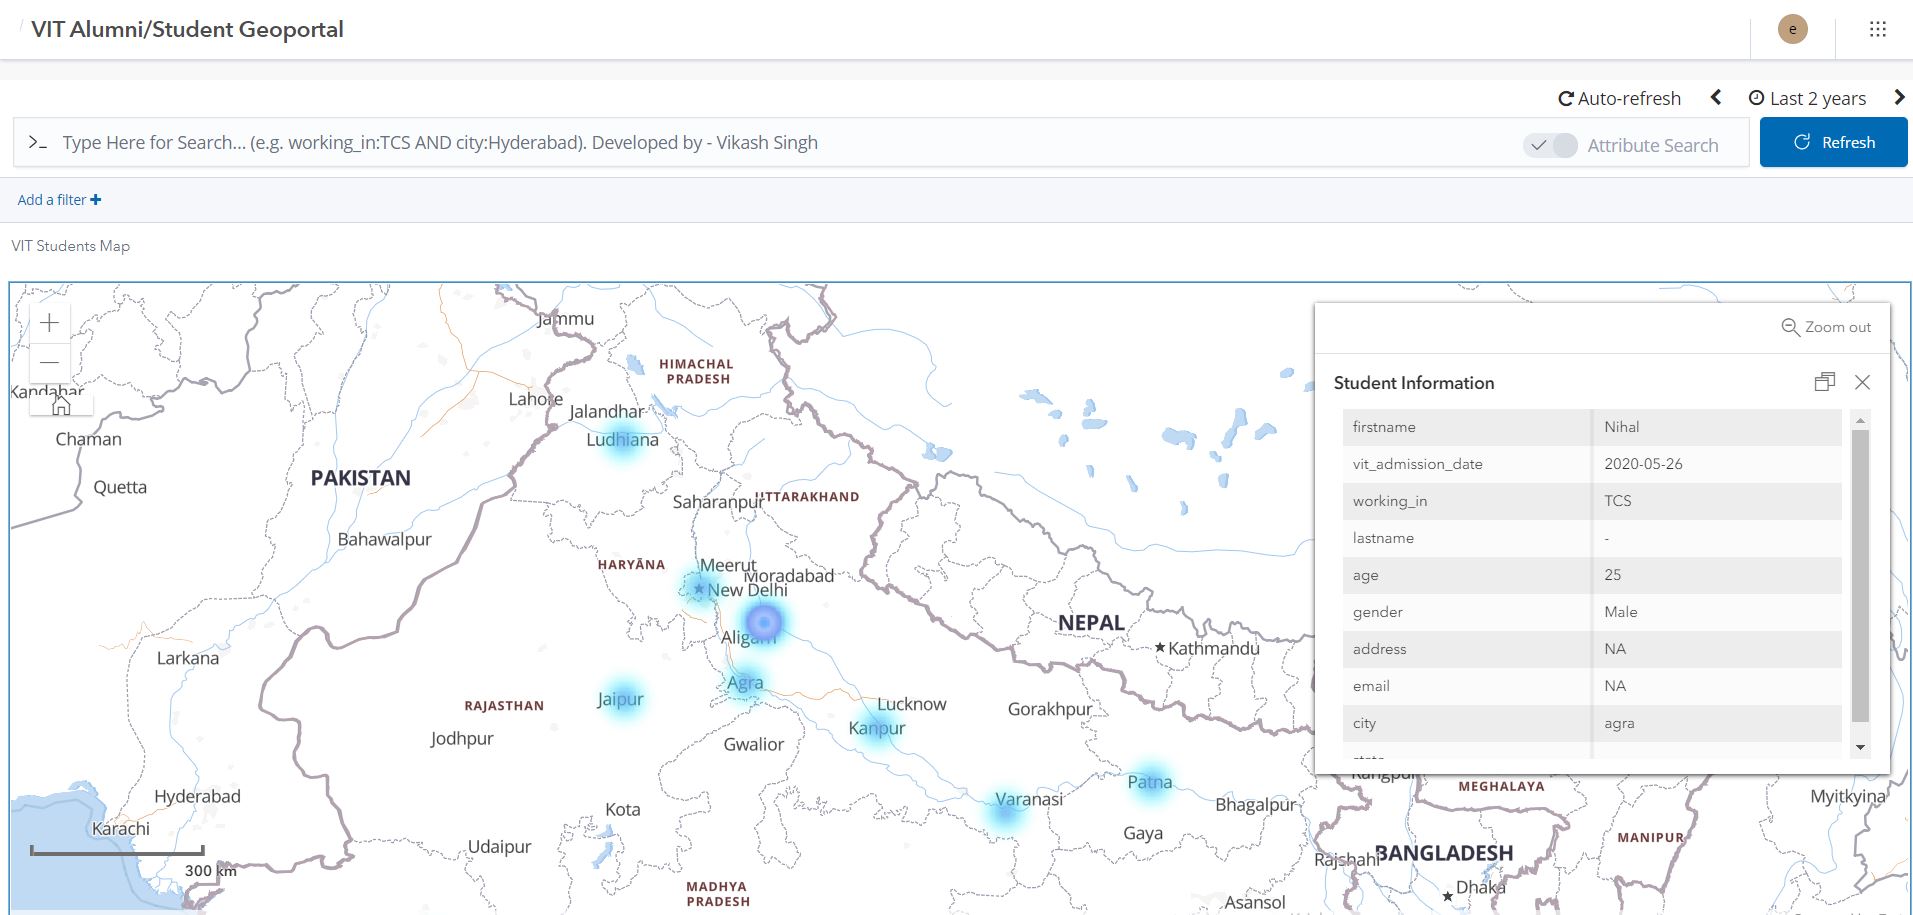 VIT Alumni/Student Geoportal
e
Auto-refresh
Last 2 years
>_ Type Here for Search... (e.g. working_in:TCS AND city:Hyderabad). Developed by - Vikash Singh
Attribute Search
Refresh
Add a filter +
VIT Students Map
Zoom out
Student Information
firstname Nihal
vit_admission_date 2020-05-26
working_in TCS
lastname -
age 25
gender Male
address NA
email NA
city agra
Jammu
HIMACHAL
PRADESH
Kandahar
Lahore
Jalandhar
Chaman
Ludhiana
PAKISTAN
Quetta
Saharanpur
UTTARAKHAND
Bahawalpur
HARYĀNA
Meerut
Moradabad
New Delhi
NEPAL
Aligarh
Kathmandu
Larkana
Agra
Jaipur
RAJASTHAN
Lucknow
Gorakhpur
Kanpur
Jodhpur
Gwalior
Patna
Rangpur
MEGHALAYA
Hyderabad
Varanasi
Bhagalpur
Myitkyina
Kota
Karachi
Gaya
MANIPUR
Udaipur
BANGLADESH
Rajshahi
300 km
MADHYA
PRADESH
Dhaka
Asansol